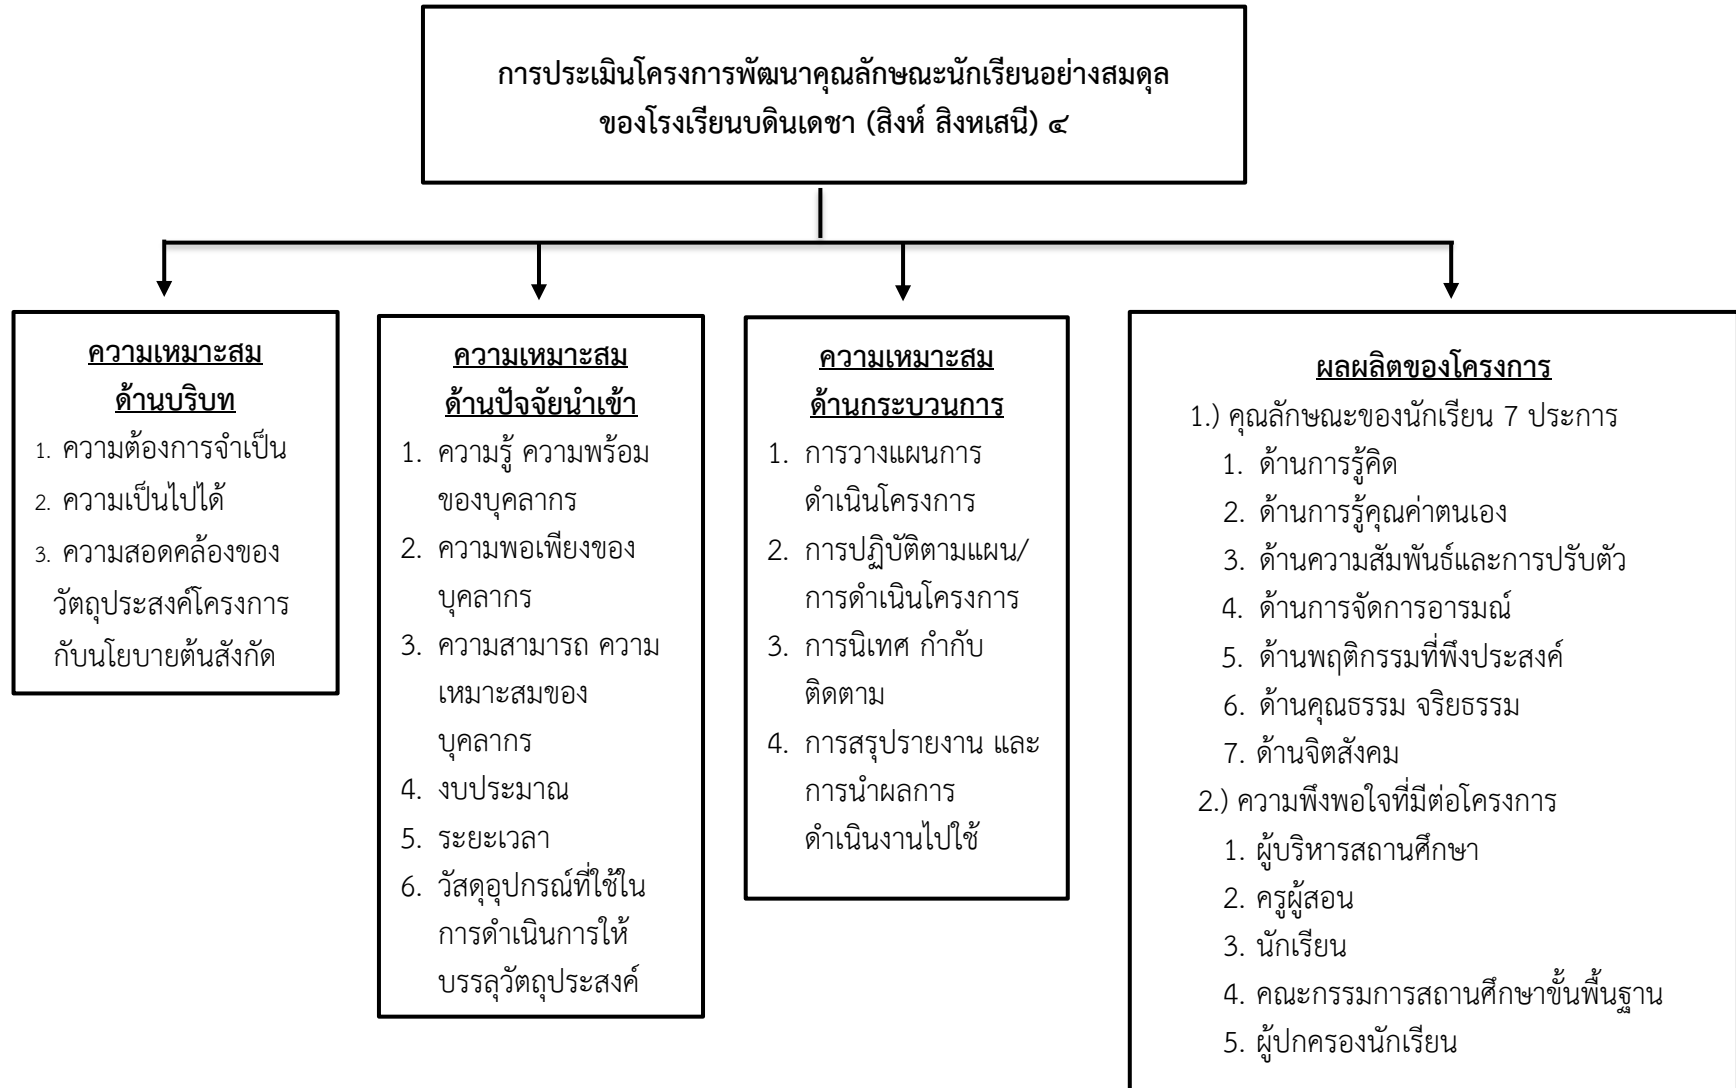 การประเมินโครงการพัฒนาคุณลักษณะนักเรียนอย่างสมดุล
ของโรงเรียนบดินเดชา (สิงห์ สิงหเสนี) ๔
ความเหมาะสม
ด้านบริบท
1. ความต้องการจำเป็น
2. ความเป็นไปได้
3. ความสอดคล้องของ
วัตถุประสงค์โครงการ
กับนโยบายต้นสังกัด
ความเหมาะสม
ด้านปัจจัยนำเข้า
1. ความรู้ ความพร้อม
ของบุคลากร
2. ความพอเพียงของ
บุคลากร
3. ความสามารถ ความ
เหมาะสมของ
บุคลากร
4. งบประมาณ
5. ระยะเวลา
6. วัสดุอุปกรณ์ที่ใช้ใน
การดำเนินการให้
บรรลุวัตถุประสงค์
ความเหมาะสม
ด้านกระบวนการ
1. การวางแผนการ
ดำเนินโครงการ
2. การปฏิบัติตามแผน/
การดำเนินโครงการ
3. การนิเทศ กำกับ
ติดตาม
4. การสรุปรายงาน และ
การนำผลการ
ดำเนินงานไปใช้
ผลผลิตของโครงการ
1.) คุณลักษณะของนักเรียน 7 ประการ
1. ด้านการรู้คิด
2. ด้านการรู้คุณค่าตนเอง
3. ด้านความสัมพันธ์และการปรับตัว
4. ด้านการจัดการอารมณ์
5. ด้านพฤติกรรมที่พึงประสงค์
6. ด้านคุณธรรม จริยธรรม
7. ด้านจิตสังคม
2.) ความพึงพอใจที่มีต่อโครงการ
1. ผู้บริหารสถานศึกษา
2. ครูผู้สอน
3. นักเรียน
4. คณะกรรมการสถานศึกษาขั้นพื้นฐาน
5. ผู้ปกครองนักเรียน